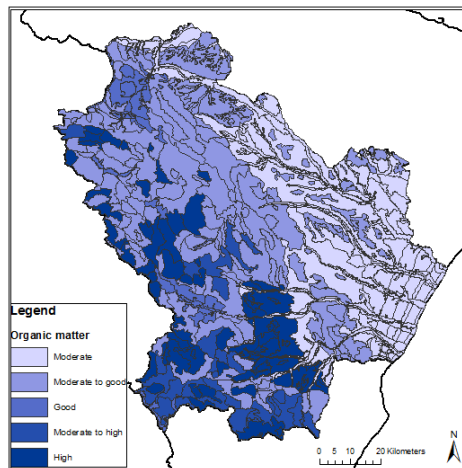 Legend
Organic matter
Moderate
Moderate to good
Good
Moderate to high
High
0 5 10 20 Kilometers
N